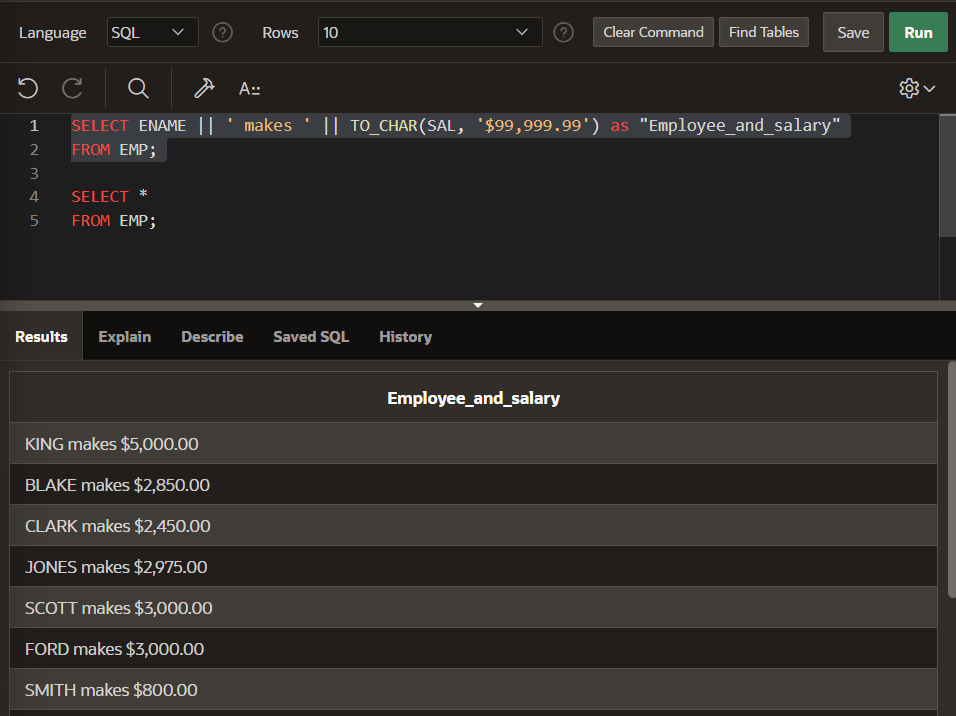 Language SQL ? Rows 10 ? Clear Command Find Tables Save Run
A::
1 SELECT ENAME || ' makes ' || TO_CHAR(SAL, '$99,999.99') as "Employee_and_salary"
2 FROM EMP;
3
4 SELECT *
5 FROM EMP;
Results Explain Describe Saved SQL History
Employee_and_salary
KING makes $5,000.00
BLAKE makes $2,850.00
CLARK makes $2,450.00
JONES makes $2,975.00
SCOTT makes $3,000.00
FORD makes $3,000.00
SMITH makes $800.00